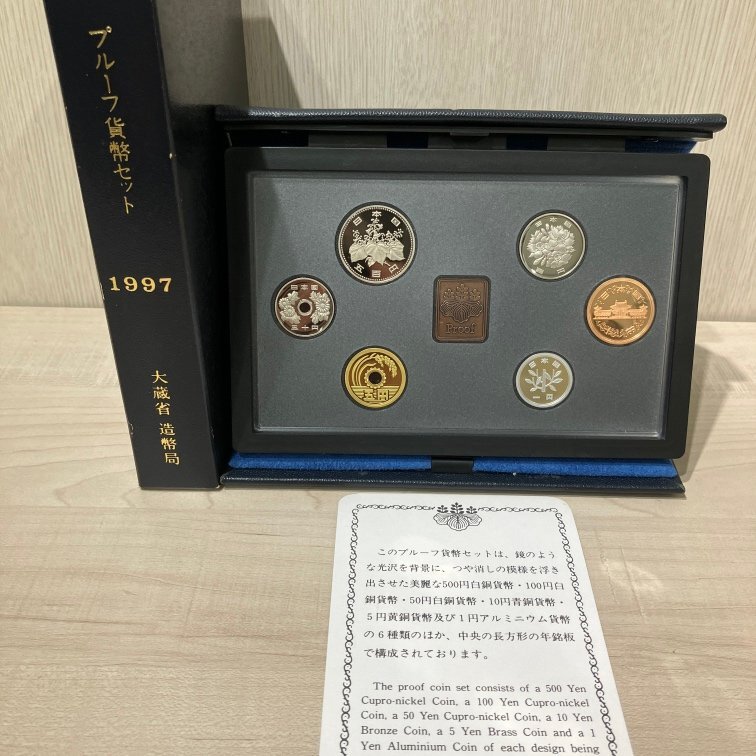 プルーフ貨幣セット
1997
大蔵省 造幣局
日本国
五百円
日本国
百円
日本国
五十円
日本国
五円
日本国
一円
Proof
このプルーフ貨幣セットは、鏡のよう
な光沢を背景に、つや消しの模様を浮き
出させた美麗な500円白銅貨幣・100円白
銅貨幣・50円白銅貨幣・10円青銅貨幣・
5円黄銅貨幣及び1円アルミニウム貨幣
の6種類のほか、中央の長方形の年銘板
で構成されております。
The proof coin set consists of a 500 Yen
Cupro-nickel Coin, a 100 Yen Cupro-nickel
Coin, a 50 Yen Cupro-nickel Coin, a 10 Yen
Bronze Coin, a 5 Yen Brass Coin and a 1
Yen Aluminium Coin of each design being